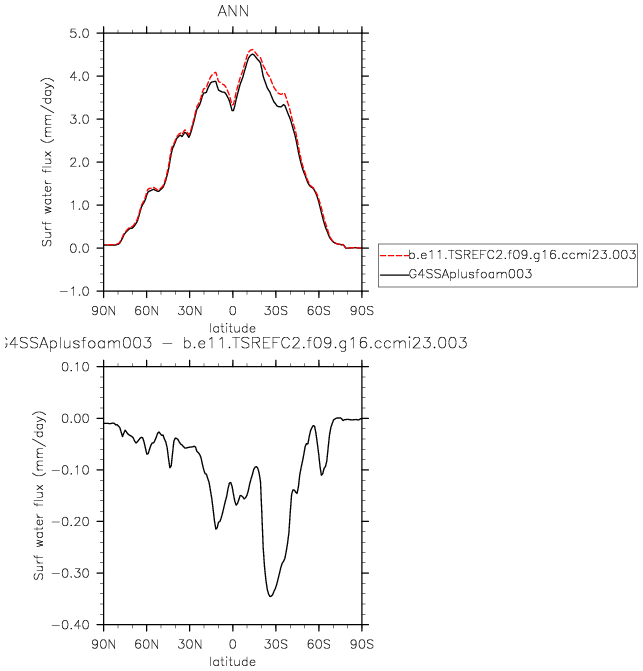 ANN
5.0
4.0
3.0
2.0
1.0
0.0
−1.0
Surf water flux (mm/day)
90N 60N 30N 0 30S 60S 90S
latitude
b.e11.TSREFC2.f09.g16.ccmi23.003
G4SSAplusfoam003
G4SSAplusfoam003 − b.e11.TSREFC2.f09.g16.ccmi23.003
0.10
0.00
−0.10
−0.20
−0.30
−0.40
Surf water flux (mm/day)
90N 60N 30N 0 30S 60S 90S
latitude